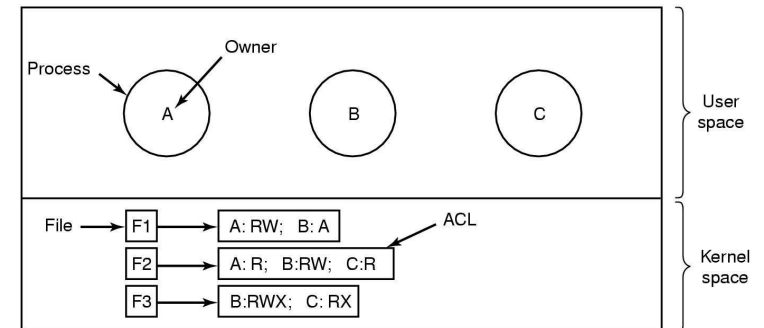 Owner
Process
A
B
C
User
space
File
F1
A: RW; B: A
ACL
F2
A: R; B:RW; C:R
F3
B:RWX; C: RX
Kernel
space